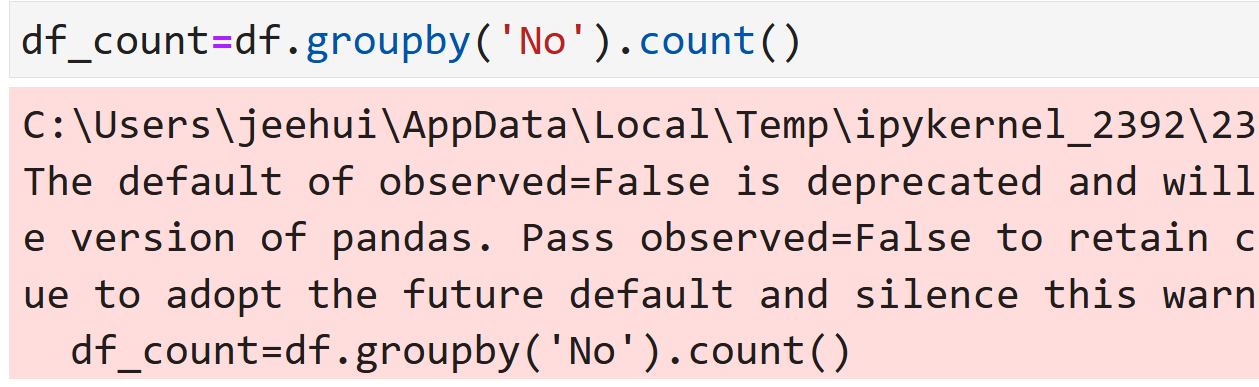 df_count=df.groupby('No').count()
C:\Users\jeehui\AppData\Local\Temp\ipykernel_2392\23
The default of observed=False is deprecated and will
e version of pandas. Pass observed=False to retain c
ue to adopt the future default and silence this warn
  df_count=df.groupby('No').count()